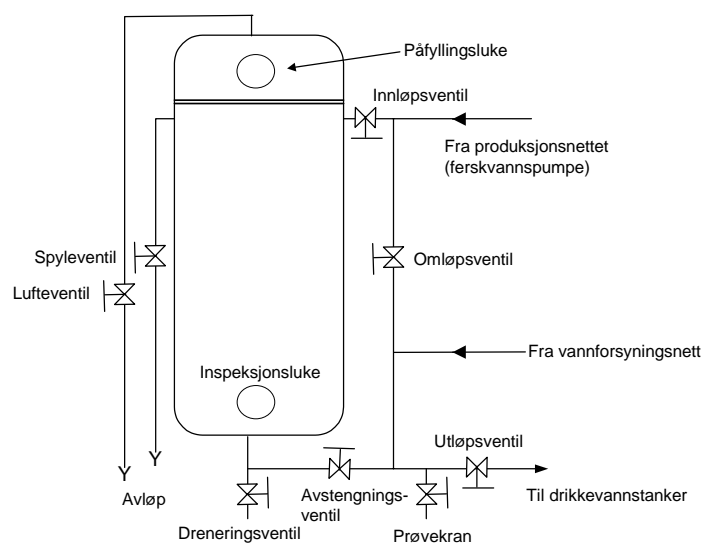 Påfyllingsluke
Innløpsventil
Fra produksjonsnettet
(ferskvannspumpe)
Spyleventil
Omløpsventil
Lufteventil
Fra vannforsyningsnett
Inspeksjonsluke
Utløpsventil
Y
Y
Avløp
Avstengnings-
ventil
Til drikkevannstanker
Dreneringsventil
Prøvekran